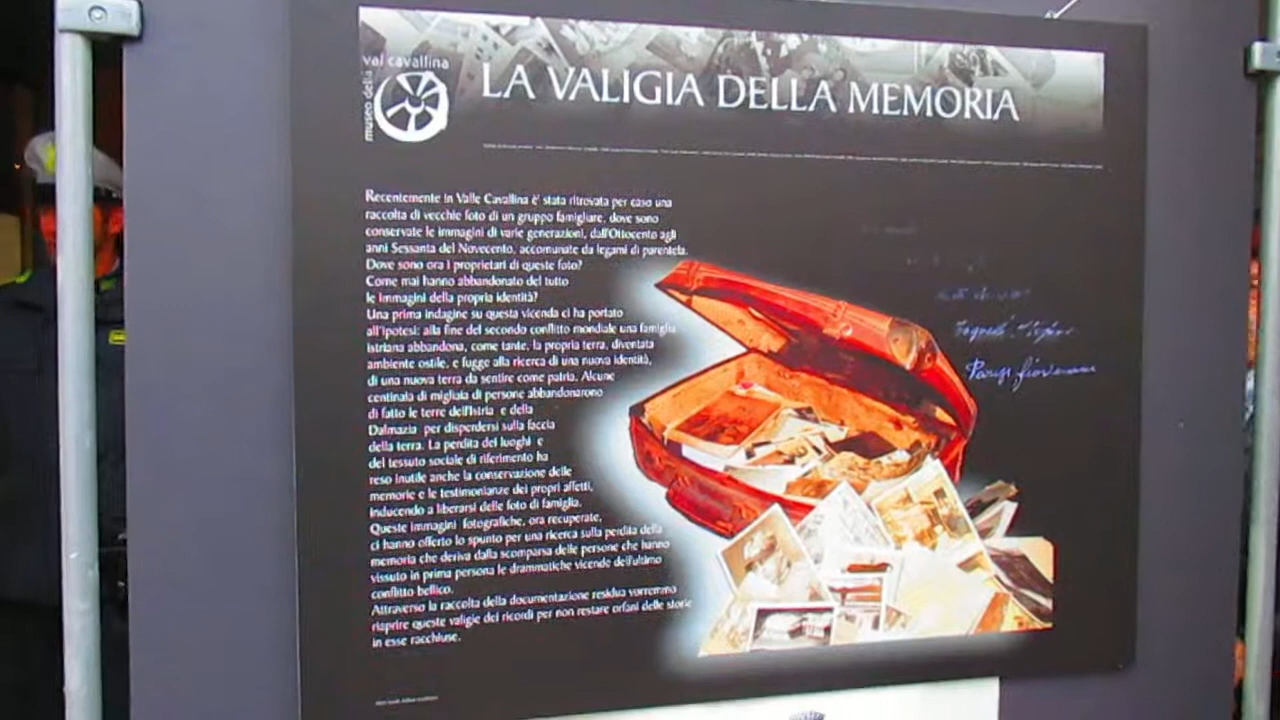 val cavallina
museo della
LA VALIGIA DELLA MEMORIA
Recentemente in Valle Cavallina è' stata ritrovata per caso una
raccolta di vecchie foto di un gruppo famigliare, dove sono
conservate le immagini di varie generazioni, dall'Ottocento agli
anni Sessanta del Novecento, accomunate da legami di parentela.
Dove sono ora i proprietari di queste foto?
Come mai hanno abbandonato del tutto
le immagini della propria identità?
Una prima indagine su questa vicenda ci ha portato
all'ipotesi: alla fine del secondo conflitto mondiale una famiglia
istriana abbandona, come tante, la propria terra, diventata
ambiente ostile, e fugge alla ricerca di una nuova identità,
di una nuova terra da sentire come patria. Alcune
centinaia di migliaia di persone abbandonarono
di fatto le terre dell'Istria e della
Dalmazia per disperdersi sulla faccia
della terra. La perdita dei luoghi e
del tessuto sociale di riferimento ha
reso inutile anche la conservazione delle
memorie e le testimonianze dei propri affetti,
inducendo a liberarsi delle foto di famiglia.
Queste immagini fotografiche, ora recuperate,
ci hanno offerto lo spunto per una ricerca sulla perdita della
memoria che deriva dalla scomparsa delle persone che hanno
vissuto in prima persona le drammatiche vicende dell'ultimo
conflitto bellico.
Attraverso la raccolta della documentazione residua vorremmo
riaprire queste valigie dei ricordi per non restare orfani delle storie
in esse racchiuse.